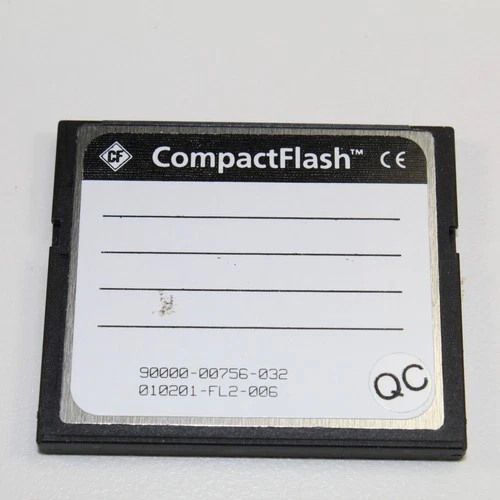 CF CompactFlash™ CE
90000-00756-032
010201-FL2-006
QC